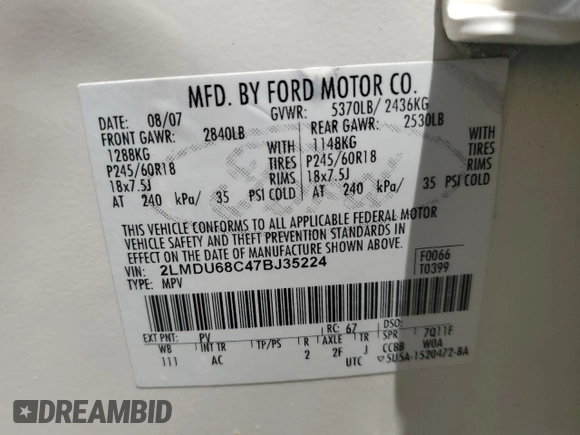 MFD. BY FORD MOTOR CO.
DATE: 08/07 GVWR: 5370LB/ 2436KG
FRONT GAWR: 2840LB REAR GAWR: 2530LB
1288KG WITH 1148KG WITH
P245/60R18 TIRES P245/60R18 TIRES
18x7.5J RIMS 18x7.5J RIMS
AT 240 kPa/ 35 PSI COLD AT 240 kPa/ 35 PSI COLD
THIS VEHICLE CONFORMS TO ALL APPLICABLE FEDERAL MOTOR
VEHICLE SAFETY AND THEFT PREVENTION STANDARDS IN
EFFECT ON THE DATE OF MANUFACTURE SHOWN ABOVE.
VIN: 2LMDU68C47BJ35224 F0066
TYPE: MPV T0399
EXT PNT: PV RC: 67 DSO:
WB INT TR TP/PS R AXLE TR SPR 7Q11F
111 AC 2 2F J CCBB WOA
UTC 5U5A-1520472-BA
DREAMBID